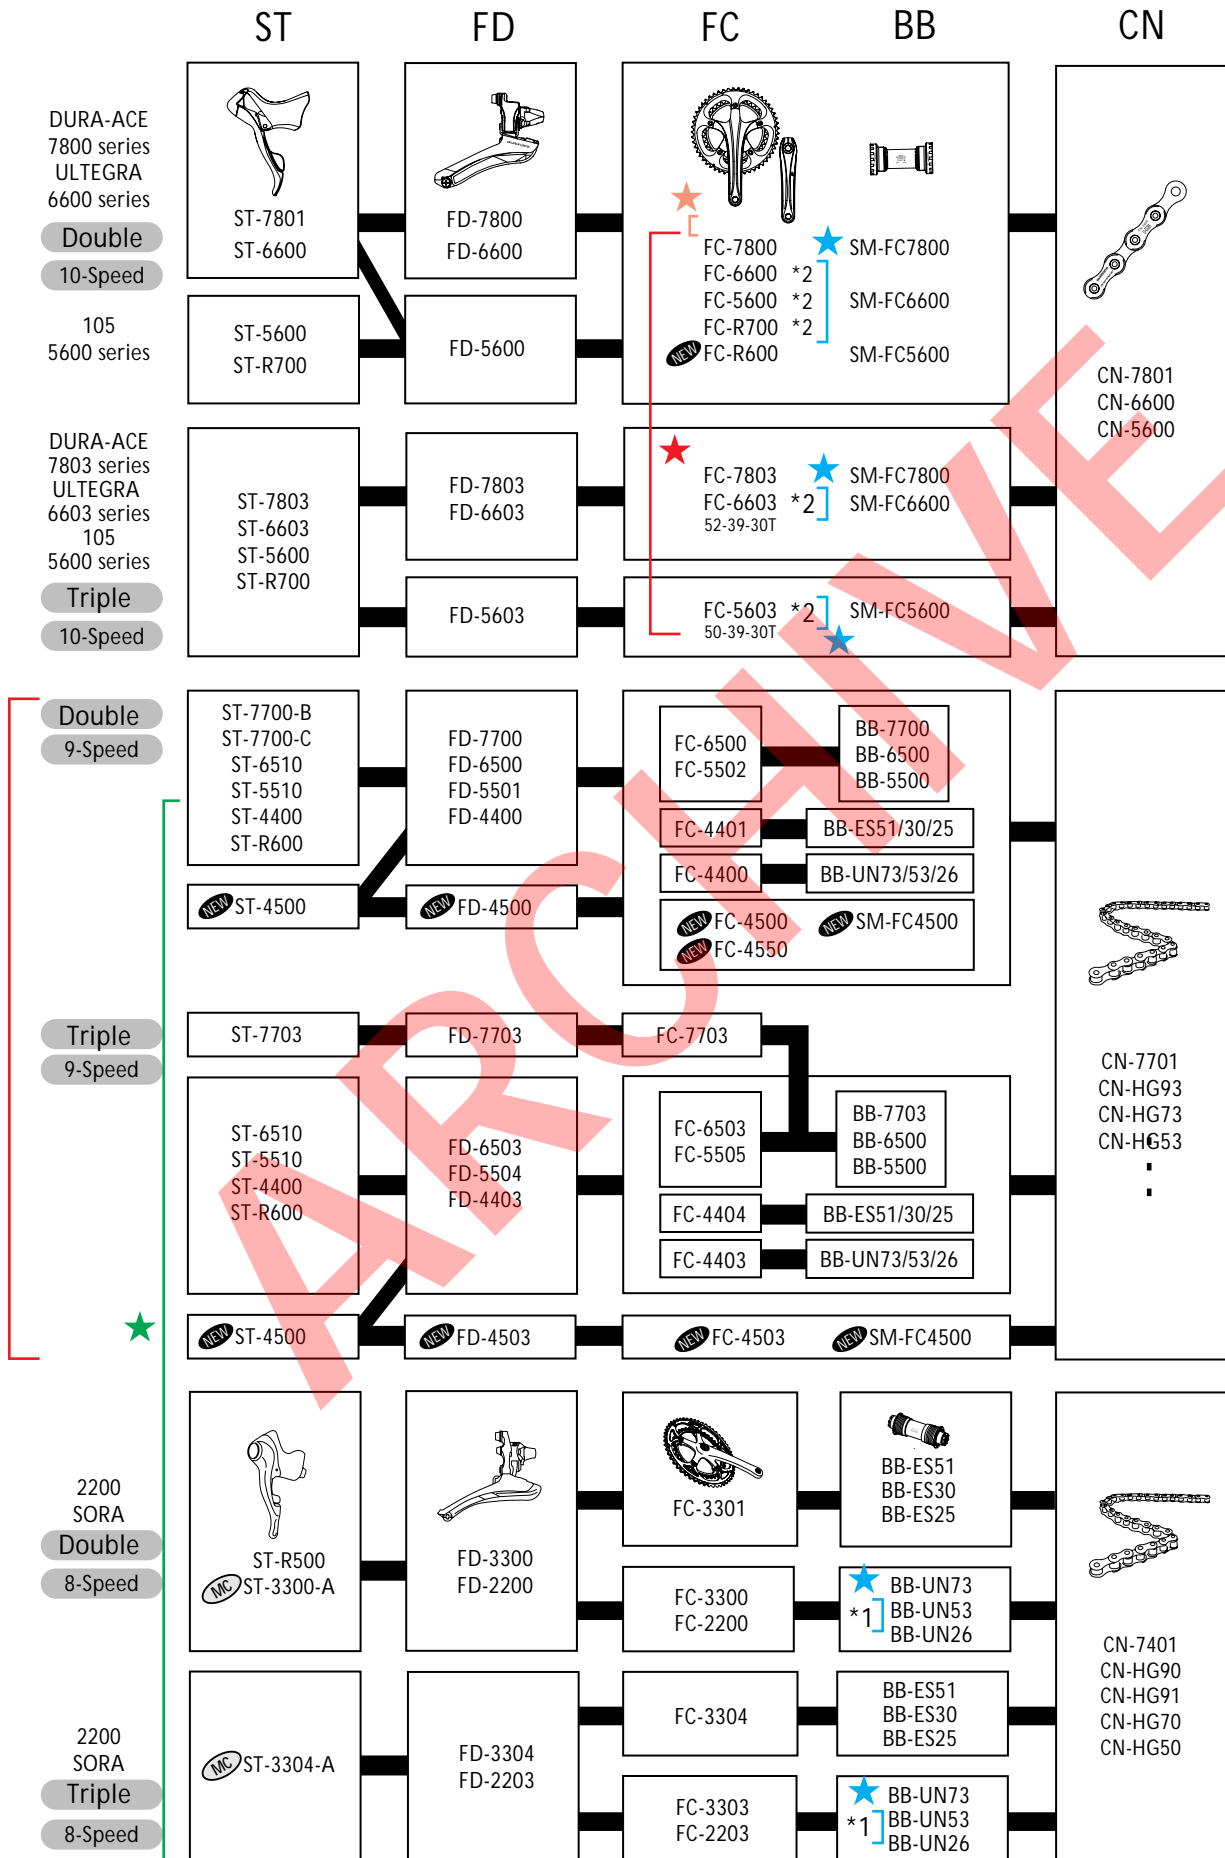 ST FD FC BB CN
DURA-ACE
7800 series
ULTEGRA
6600 series
Double
10-Speed
ST-7801
ST-6600
FD-7800
FD-6600
FC-7800 SM-FC7800
FC-6600 *2
FC-5600 *2 SM-FC6600
FC-R700 *2
NEW FC-R600 SM-FC5600
105
5600 series
ST-5600
ST-R700
FD-5600
CN-7801
CN-6600
CN-5600
DURA-ACE
7803 series
ULTEGRA
6603 series
105
5600 series
Triple
10-Speed
ST-7803
ST-6603
ST-5600
ST-R700
FD-7803
FD-6603
FC-7803 SM-FC7800
FC-6603 *2 SM-FC6600
52-39-30T
FD-5603
FC-5603 *2 SM-FC5600
50-39-30T
Double
9-Speed
ST-7700-B
ST-7700-C
ST-6510
ST-5510
ST-4400
ST-R600
FD-7700
FD-6500
FD-5501
FD-4400
FC-6500
FC-5502
BB-7700
BB-6500
BB-5500
FC-4401 BB-ES51/30/25
FC-4400 BB-UN73/53/26
NEW ST-4500
NEW FD-4500
NEW FC-4500 NEW SM-FC4500
NEW FC-4550
Triple
9-Speed
ST-7703 FD-7703 FC-7703
ST-6510
ST-5510
ST-4400
ST-R600
FD-6503
FD-5504
FD-4403
FC-6503
FC-5505
BB-7703
BB-6500
BB-5500
FC-4404 BB-ES51/30/25
FC-4403 BB-UN73/53/26
NEW ST-4500 NEW FD-4503 NEW FC-4503 NEW SM-FC4500
CN-7701
CN-HG93
CN-HG73
CN-HG53
2200
SORA
Double
8-Speed
ST-R500
MC ST-3300-A
FD-3300
FD-2200
FC-3301
BB-ES51
BB-ES30
BB-ES25
FC-3300
FC-2200
BB-UN73
*1 BB-UN53
BB-UN26
CN-7401
CN-HG90
CN-HG91
CN-HG70
CN-HG50
2200
SORA
Triple
8-Speed
MC ST-3304-A
FD-3304
FD-2203
FC-3304
BB-ES51
BB-ES30
BB-ES25
FC-3303
FC-2203
BB-UN73
*1 BB-UN53
BB-UN26
ARCHIVE